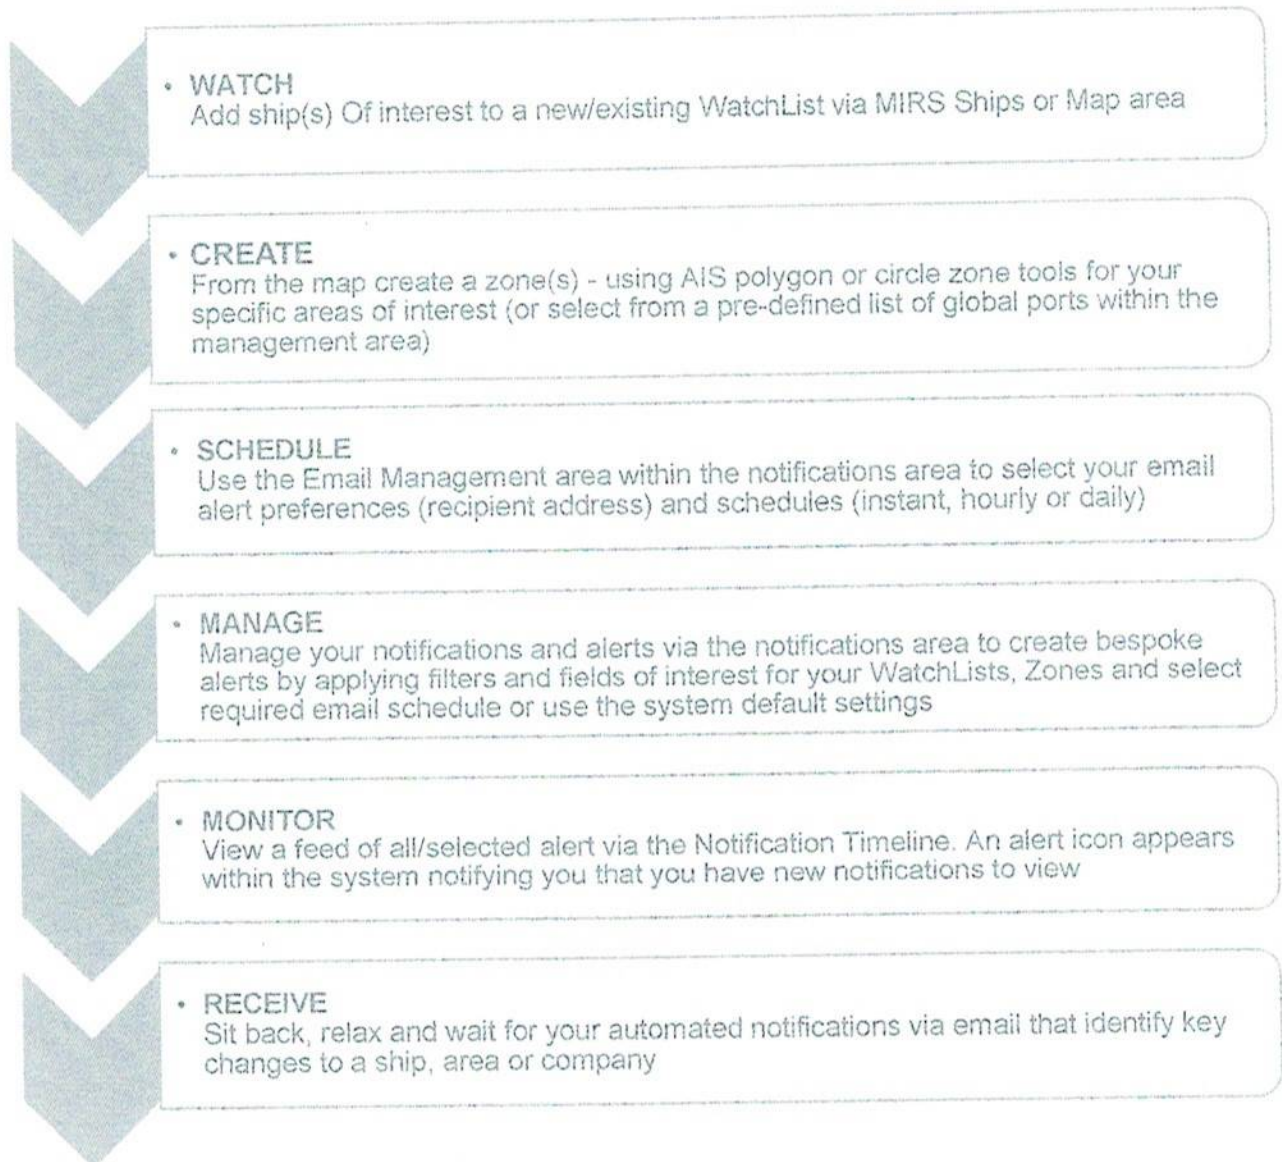 • WATCH
Add ship(s) Of interest to a new/existing WatchList via MIRS Ships or Map area
• CREATE
From the map create a zone(s) - using AIS polygon or circle zone tools for your
specific areas of interest (or select from a pre-defined list of global ports within the
management area)
• SCHEDULE
Use the Email Management area within the notifications area to select your email
alert preferences (recipient address) and schedules (instant, hourly or daily)
• MANAGE
Manage your notifications and alerts via the notifications area to create bespoke
alerts by applying filters and fields of interest for your WatchLists, Zones and select
required email schedule or use the system default settings
• MONITOR
View a feed of all/selected alert via the Notification Timeline. An alert icon appears
within the system notifying you that you have new notifications to view
• RECEIVE
Sit back, relax and wait for your automated notifications via email that identify key
changes to a ship, area or company